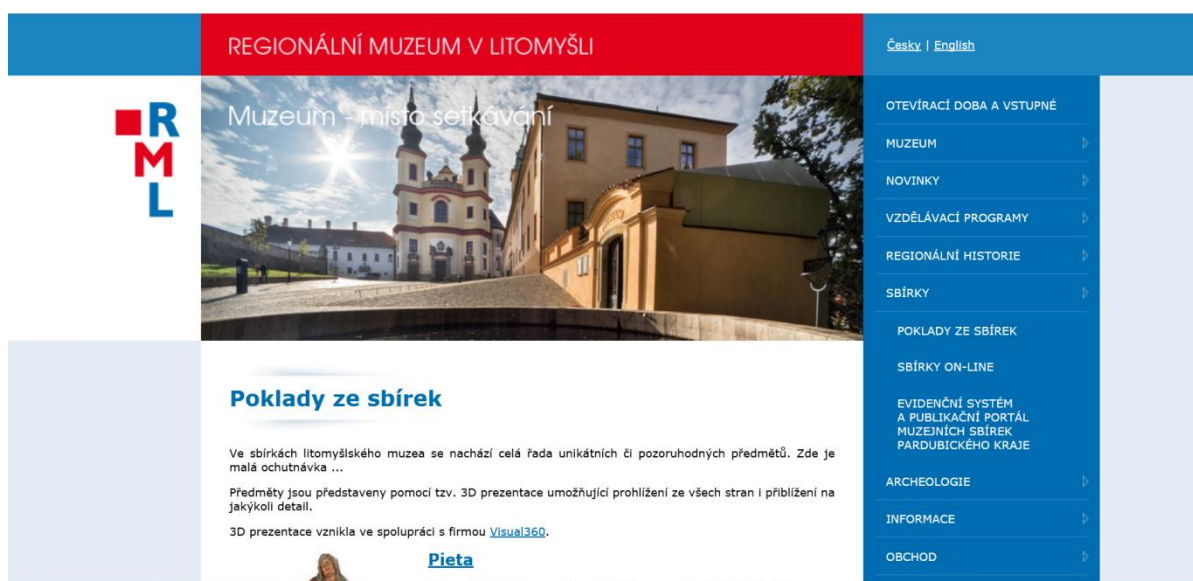 REGIONÁLNÍ MUZEUM V LITOMYŠLI
Česky | English
Muzeum - místo setkávání
R
M
L
OTEVÍRACÍ DOBA A VSTUPNÉ
MUZEUM
NOVINKY
VZDĚLÁVACÍ PROGRAMY
REGIONÁLNÍ HISTORIE
SBÍRKY
POKLADY ZE SBÍREK
SBÍRKY ON-LINE
EVIDENČNÍ SYSTÉM
A PUBLIKAČNÍ PORTÁL
MUZEJNÍCH SBÍREK
PARDUBICKÉHO KRAJE
ARCHEOLOGIE
INFORMACE
OBCHOD
Poklady ze sbírek
Ve sbírkách litomyšlského muzea se nachází celá řada unikátních či pozoruhodných předmětů. Zde je
malá ochutnávka ...
Předměty jsou představeny pomocí tzv. 3D prezentace umožňující prohlížení ze všech stran i přiblížení na
jakýkoli detail.
3D prezentace vznikla ve spolupráci s firmou Visual360.
Pieta